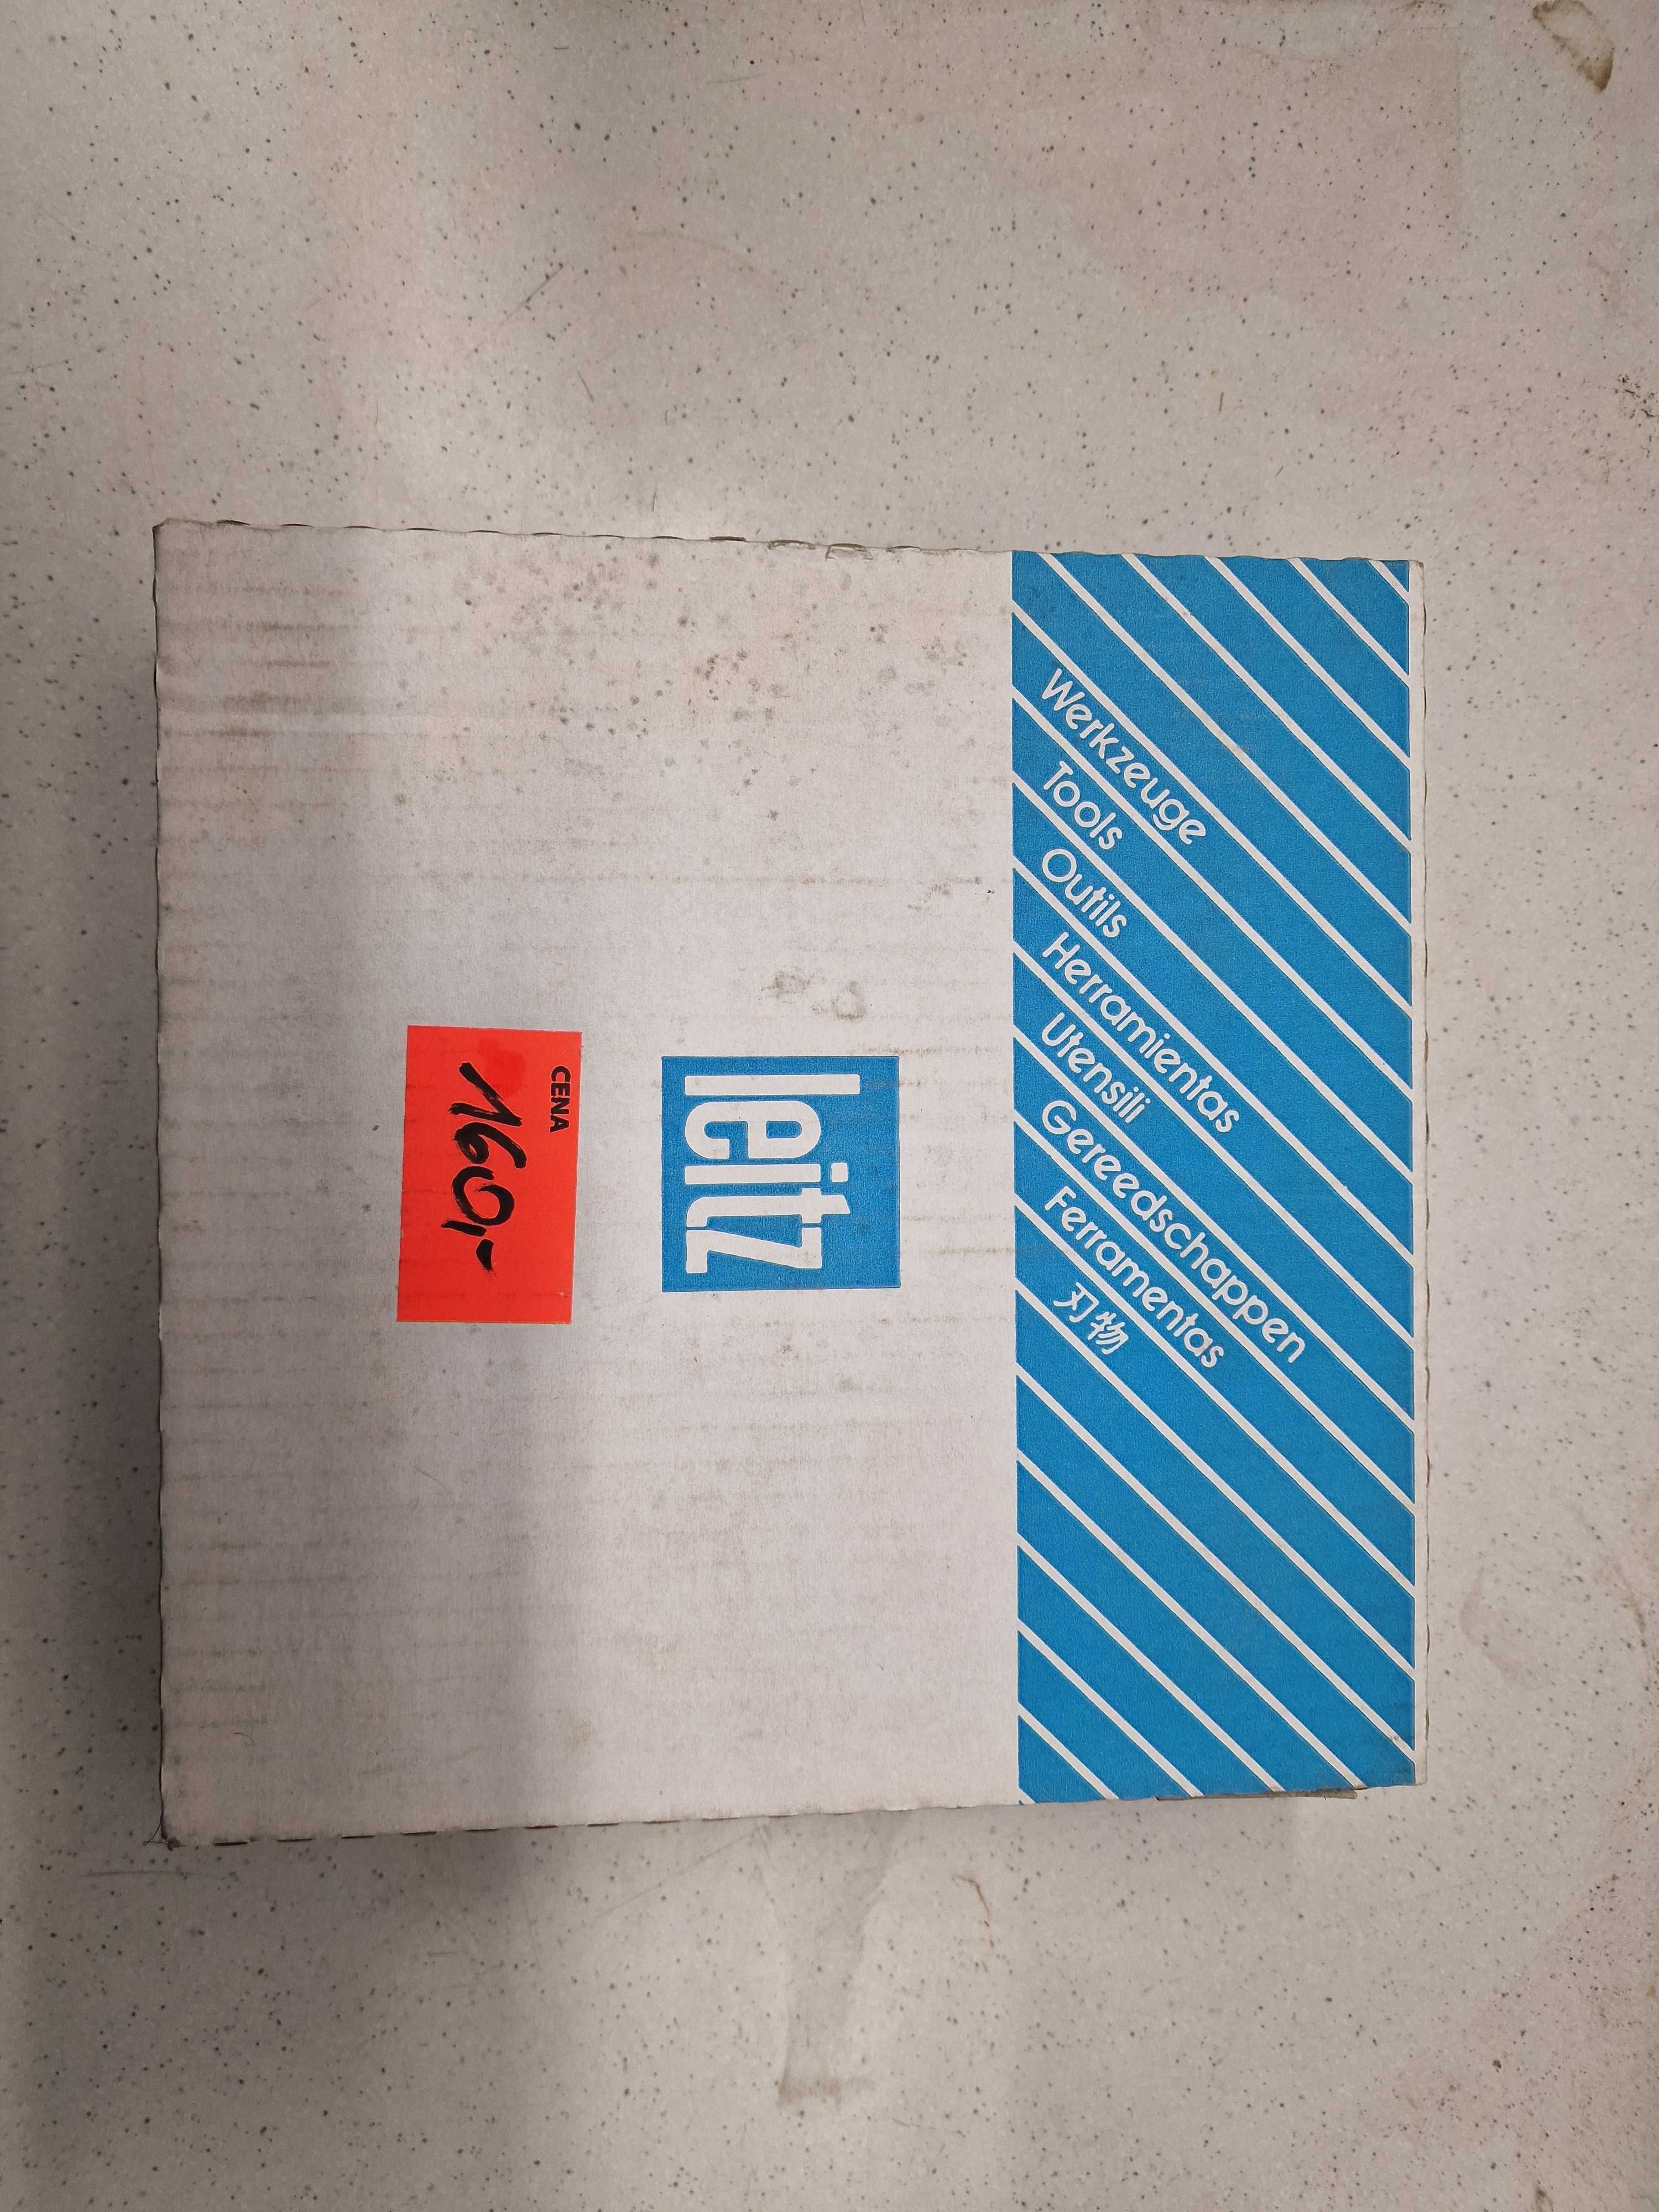 Werkzeuge
Tools
Outils
Herramientas
Utensili
Gereedschappen
Ferramentas
刃物
leitz
CENA
160,-